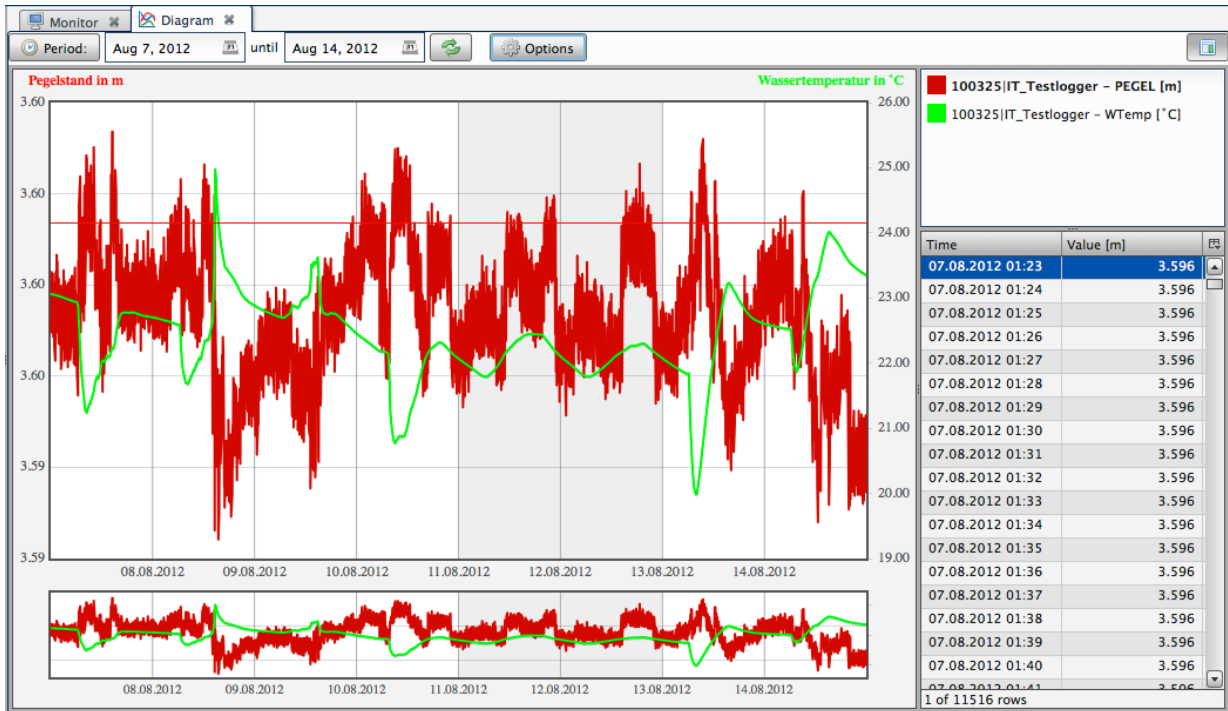 Monitor
Diagram
Period: Aug 7, 2012 until Aug 14, 2012 Options
Pegelstand in m
Wassertemperatur in °C
3.60
3.60
3.60
3.60
3.59
3.59
26.00
25.00
24.00
23.00
22.00
21.00
20.00
19.00
08.08.2012 09.08.2012 10.08.2012 11.08.2012 12.08.2012 13.08.2012 14.08.2012
08.08.2012 09.08.2012 10.08.2012 11.08.2012 12.08.2012 13.08.2012 14.08.2012
100325|IT_Testlogger - PEGEL [m]
100325|IT_Testlogger - WTemp [°C]
Time Value [m]
07.08.2012 01:23 3.596
07.08.2012 01:24 3.596
07.08.2012 01:25 3.596
07.08.2012 01:26 3.596
07.08.2012 01:27 3.596
07.08.2012 01:28 3.596
07.08.2012 01:29 3.596
07.08.2012 01:30 3.596
07.08.2012 01:31 3.596
07.08.2012 01:32 3.596
07.08.2012 01:33 3.596
07.08.2012 01:34 3.596
07.08.2012 01:35 3.596
07.08.2012 01:36 3.596
07.08.2012 01:37 3.596
07.08.2012 01:38 3.596
07.08.2012 01:39 3.596
07.08.2012 01:40 3.596
07.08.2012 01:41 3.596
1 of 11516 rows